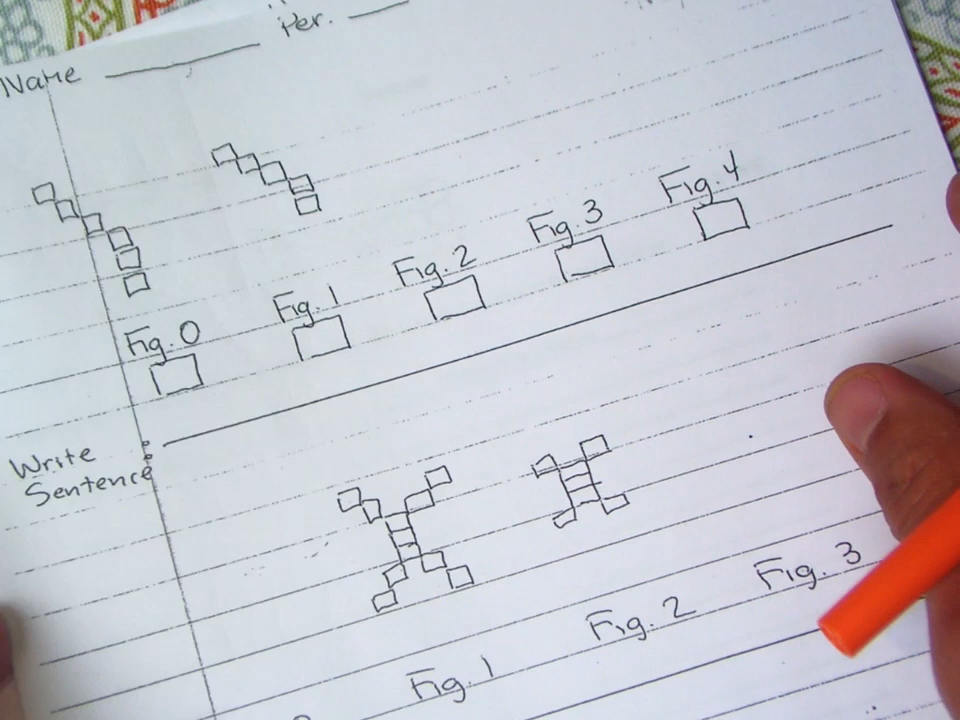 Name Per.
Fig. 0 Fig. 1 Fig. 2 Fig. 3 Fig. 4
Write
Sentence
Fig. 1 Fig. 2 Fig. 3